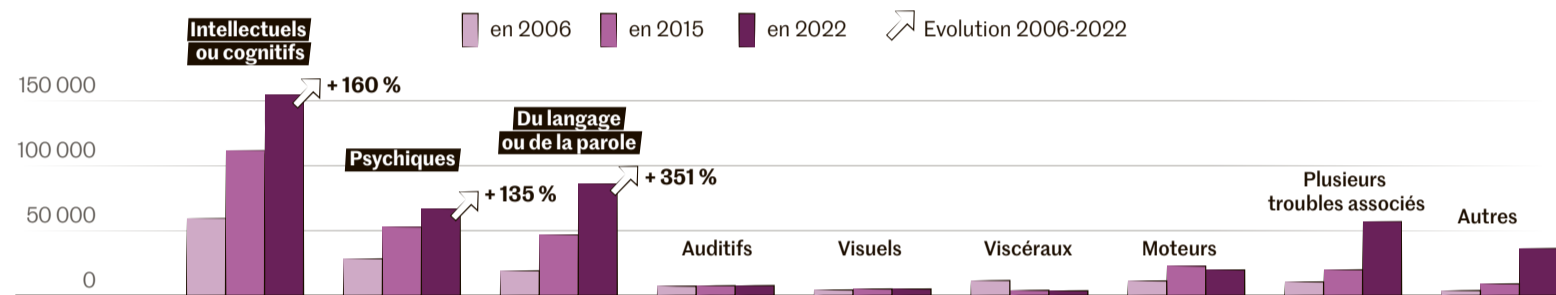 en 2006
en 2015
en 2022
Evolution 2006-2022
150 000
100 000
50 000
0
Intellectuels
ou cognitifs
+ 160 %
Psychiques
+ 135 %
Du langage
ou de la parole
+ 351 %
Auditifs
Visuels
Viscéraux
Moteurs
Plusieurs
troubles associés
Autres